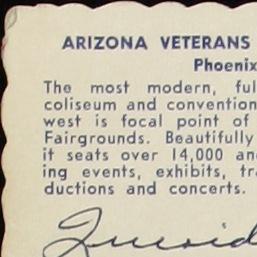 ARIZONA VETERANS
Phoenix
The most modern, ful
coliseum and convention
west is focal point of
Fairgrounds. Beautifully
it seats over 14,000 an
ing events, exhibits, tra
ductions and concerts.